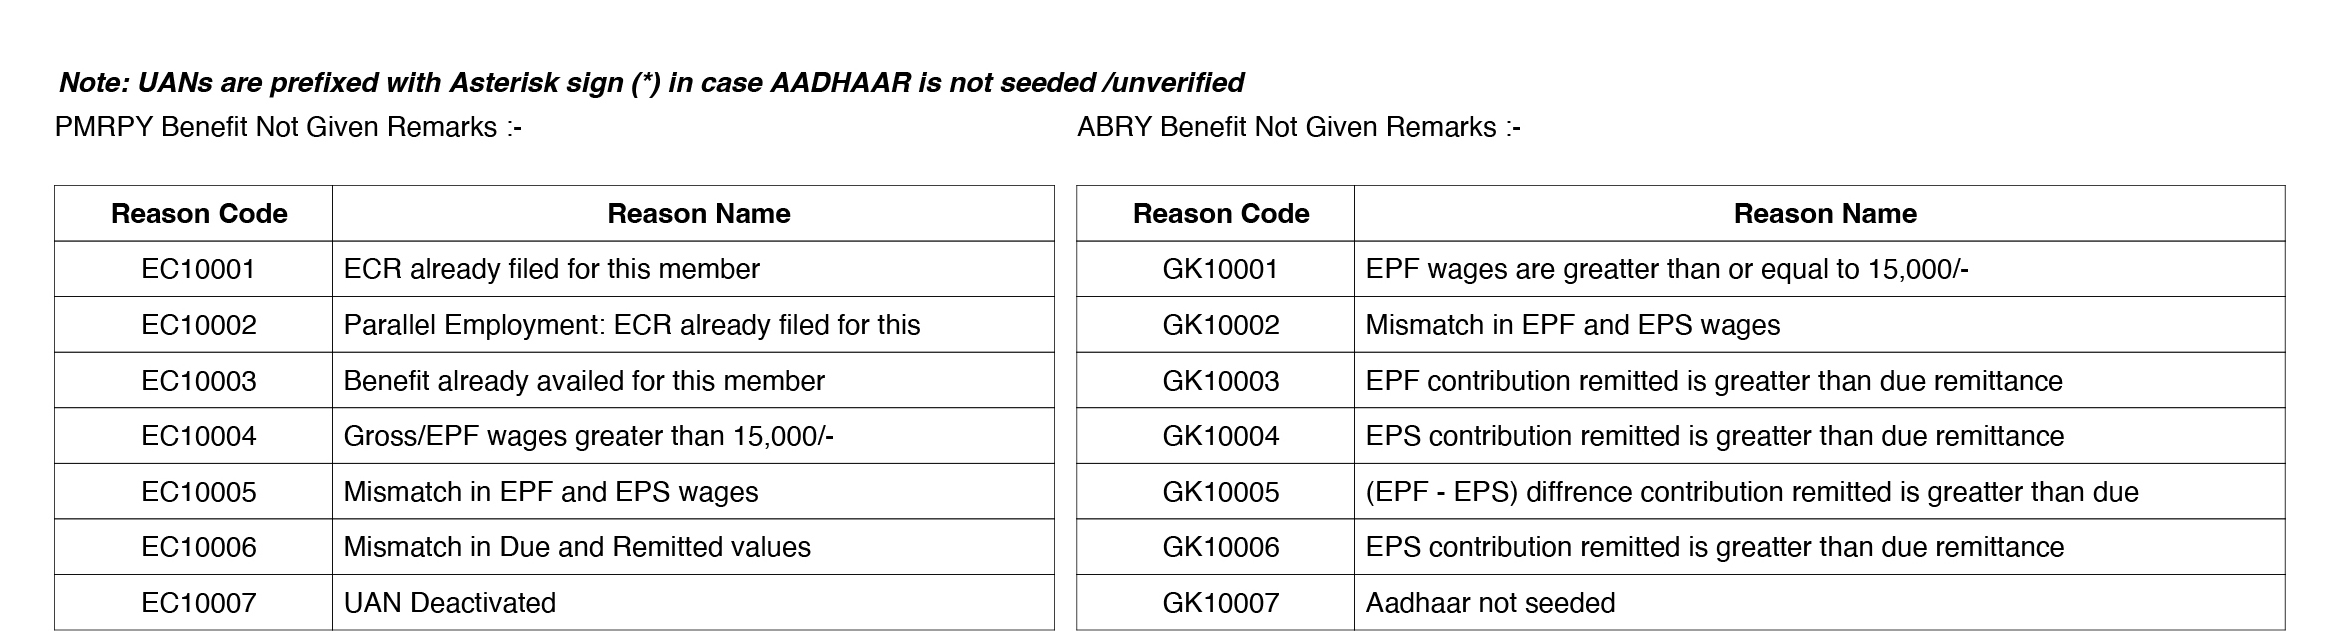 Note: UANs are prefixed with Asterisk sign (*) in case AADHAAR is not seeded /unverified
PMRPY Benefit Not Given Remarks :-
Reason Code Reason Name
EC10001 ECR already filed for this member
EC10002 Parallel Employment: ECR already filed for this
EC10003 Benefit already availed for this member
EC10004 Gross/EPF wages greater than 15,000/-
EC10005 Mismatch in EPF and EPS wages
EC10006 Mismatch in Due and Remitted values
EC10007 UAN Deactivated
ABRY Benefit Not Given Remarks :-
Reason Code Reason Name
GK10001 EPF wages are greatter than or equal to 15,000/-
GK10002 Mismatch in EPF and EPS wages
GK10003 EPF contribution remitted is greatter than due remittance
GK10004 EPS contribution remitted is greatter than due remittance
GK10005 (EPF - EPS) diffrence contribution remitted is greatter than due
GK10006 EPS contribution remitted is greatter than due remittance
GK10007 Aadhaar not seeded